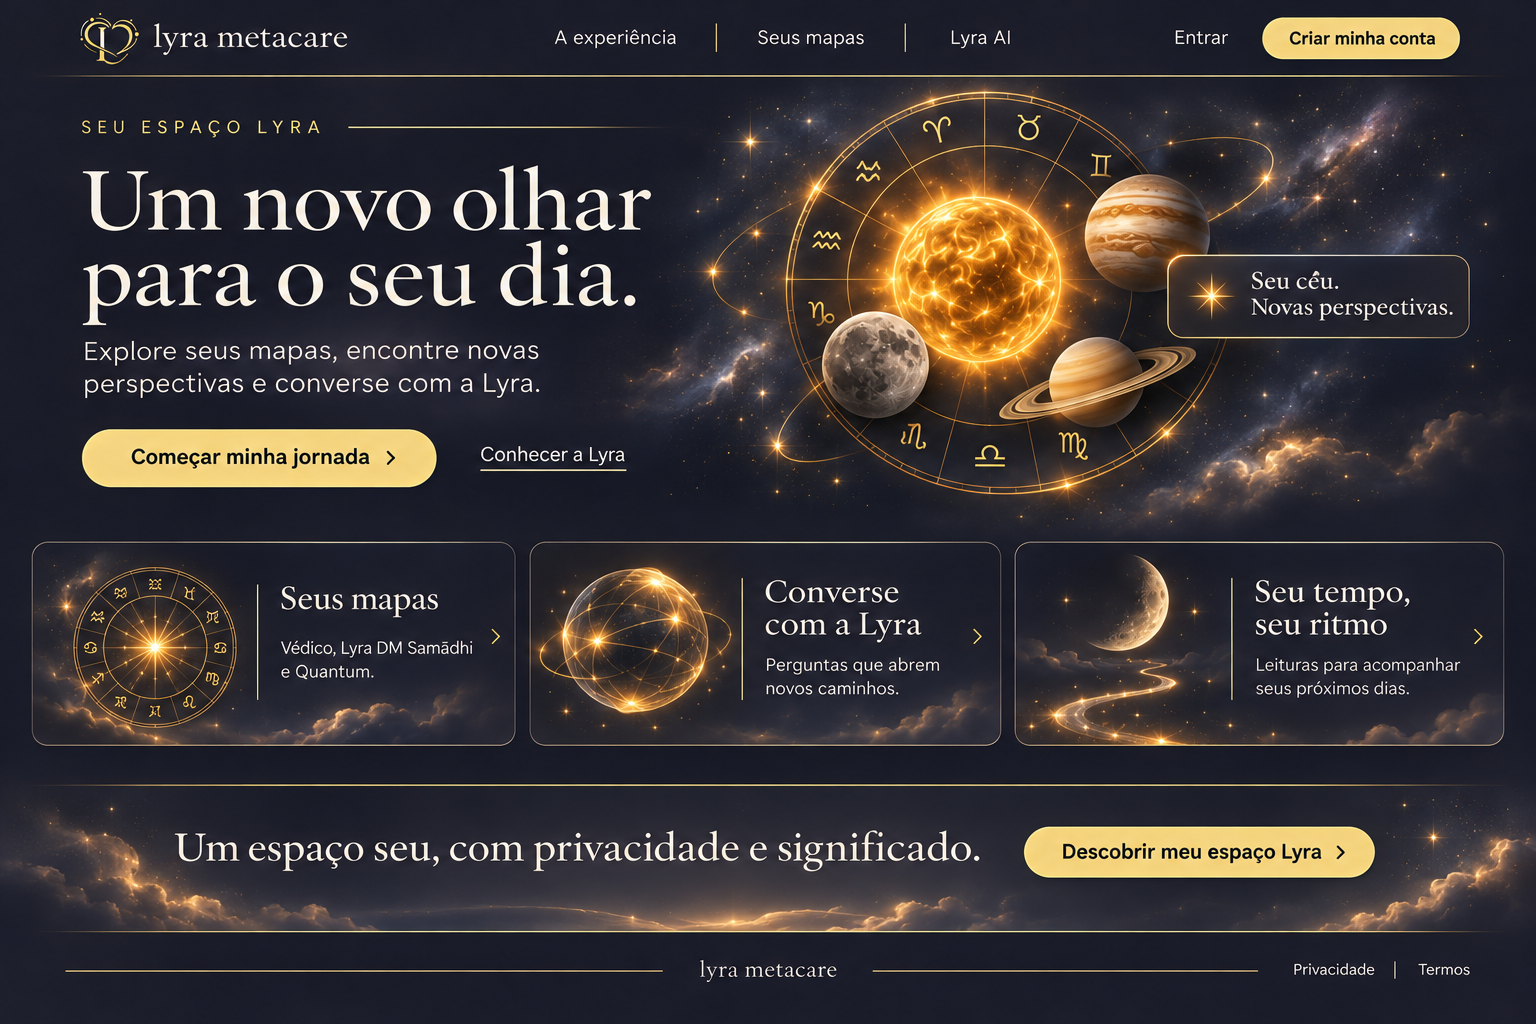 lyra metacare
A experiência
Seus mapas
Lyra AI
Entrar
Criar minha conta
SEU ESPAÇO LYRA
Um novo olhar
para o seu dia.
Explore seus mapas, encontre novas
perspectivas e converse com a Lyra.
Começar minha jornada
Conhecer a Lyra
Seu céu.
Novas perspectivas.
Seus mapas
Védico, Lyra DM Samādhi
e Quantum.
Converse
com a Lyra
Perguntas que abrem
novos caminhos.
Seu tempo,
seu ritmo
Leituras para acompanhar
seus próximos dias.
Um espaço seu, com privacidade e significado.
Descobrir meu espaço Lyra
lyra metacare
Privacidade
Termos